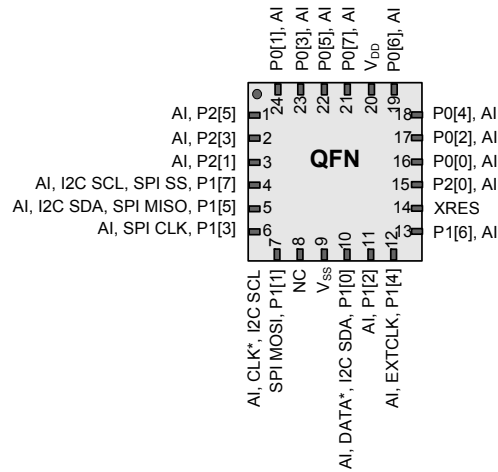 P0[1], AI
P0[3], AI
P0[5], AI
P0[7], AI
VDD
P0[6], AI
24
23
22
21
20
19
AI, P2[5]
1
AI, P2[3]
2
AI, P2[1]
3
AI, I2C SCL, SPI SS, P1[7]
4
AI, I2C SDA, SPI MISO, P1[5]
5
AI, SPI CLK, P1[3]
6
QFN
18
P0[4], AI
17
P0[2], AI
16
P0[0], AI
15
P2[0], AI
14
XRES
13
P1[6], AI
7
8
9
10
11
12
AI, CLK*, I2C SCL
SPI MOSI, P1[1]
NC
VSS
AI, DATA*, I2C SDA, P1[0]
AI, P1[2]
AI, EXTCLK, P1[4]